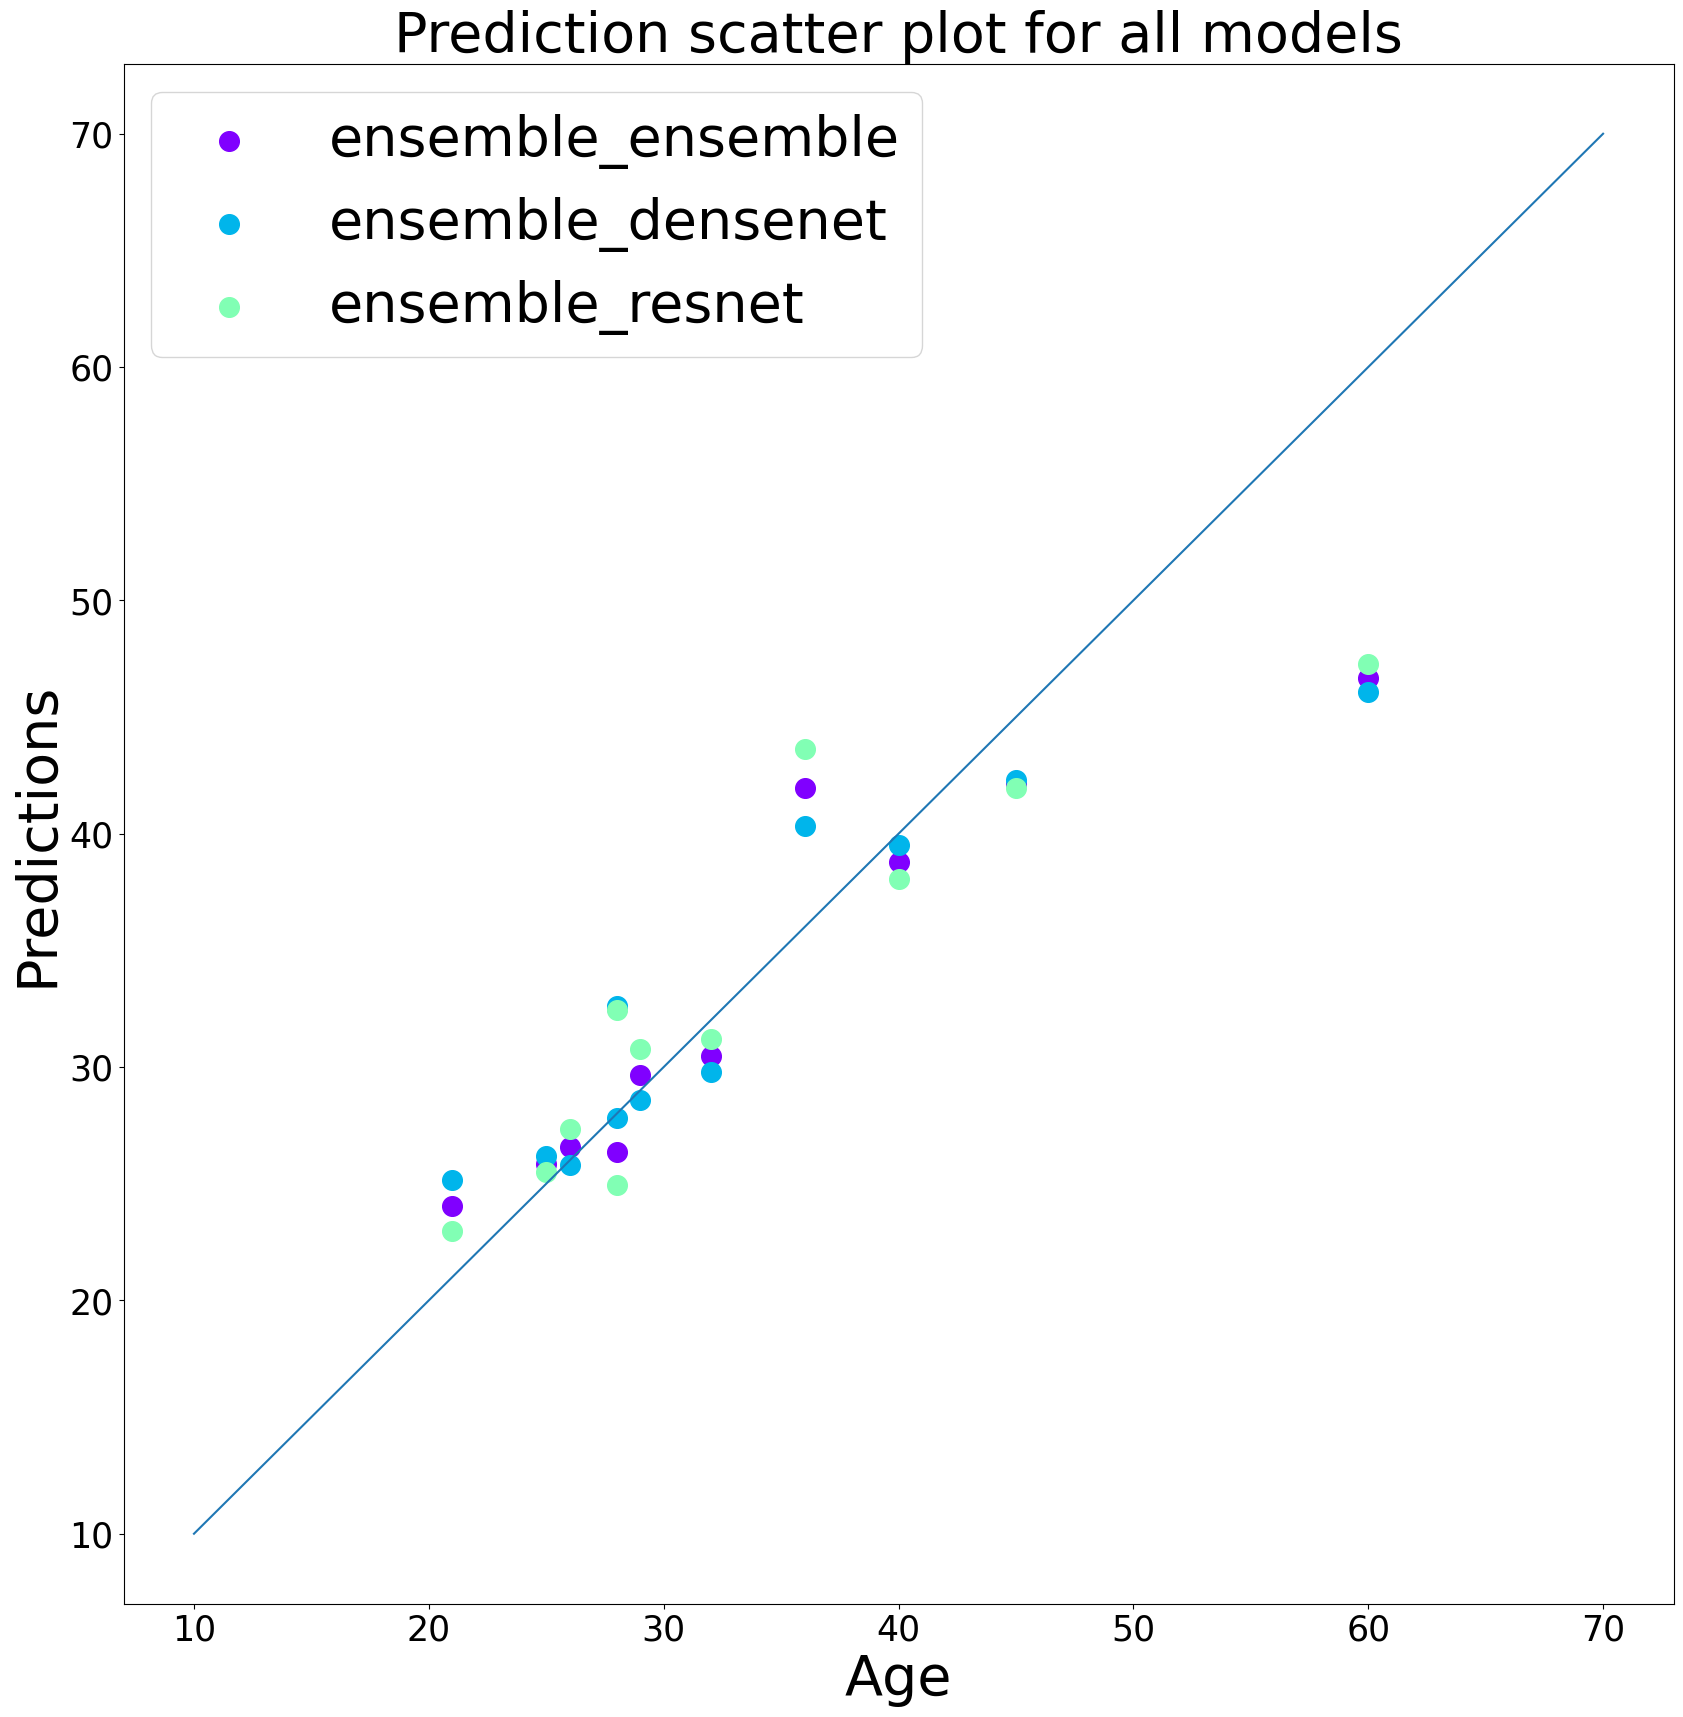 Prediction scatter plot for all models
ensemble_ensemble
ensemble_densenet
ensemble_resnet
70
60
50
40
30
20
10
Predictions
10 20 30 40 50 60 70
Age